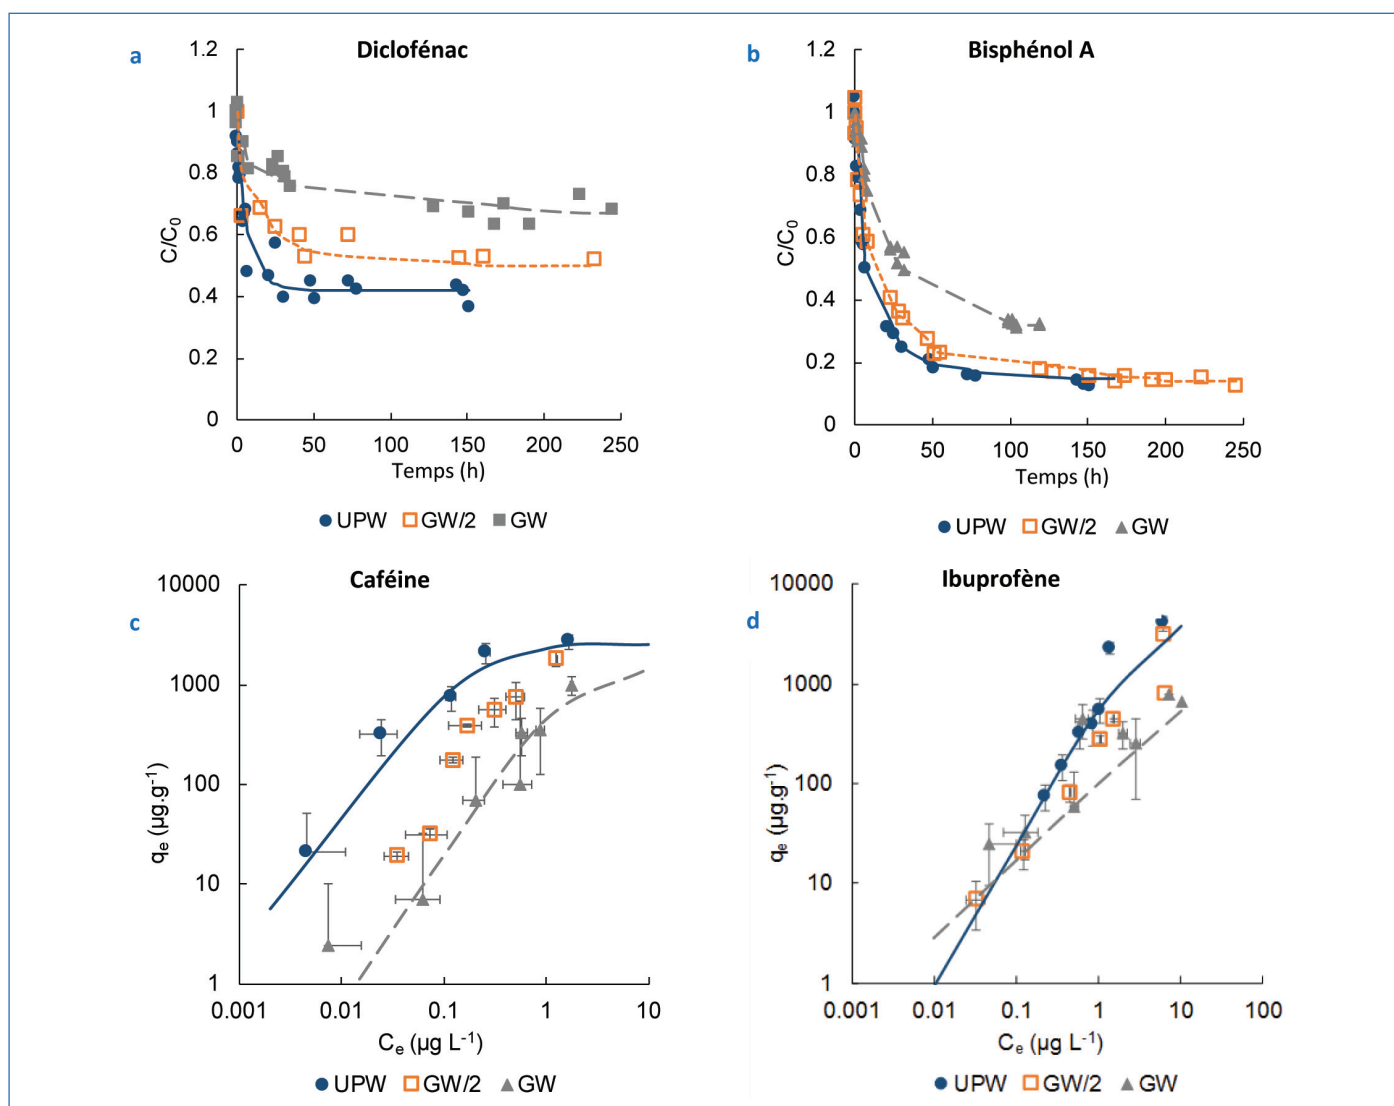 a
Diclofénac
1.2
1
0.8
0.6
0.4
0.2
0
C/C0
0 50 100 150 200 250
Temps (h)
UPW GW/2 GW
b
Bisphénol A
1.2
1
0.8
0.6
0.4
0.2
0
C/C0
0 50 100 150 200 250
Temps (h)
UPW GW/2 GW
c
Caféine
10000
1000
100
10
1
qe (µg.g-1)
0.001 0.01 0.1 1 10
Ce (µg L-1)
UPW GW/2 GW
d
Ibuprofène
10000
1000
100
10
1
qe (µg.g-1)
0.001 0.01 0.1 1 10 100
Ce (µg L-1)
UPW GW/2 GW